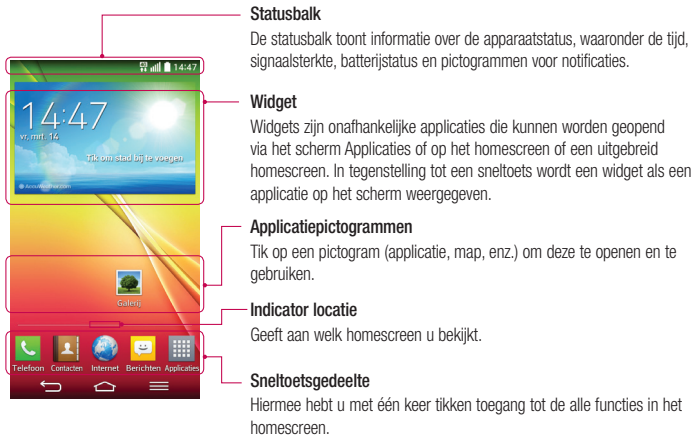 Statusbalk
De statusbalk toont informatie over de apparaatstatus, waaronder de tijd,
signaalsterkte, batterijstatus en pictogrammen voor notificaties.
14:47
Widget
Widgets zijn onafhankelijke applicaties die kunnen worden geopend
via het scherm Applicaties of op het homescreen of een uitgebreid
homescreen. In tegenstelling tot een sneltoets wordt een widget als een
applicatie op het scherm weergegeven.
14:47
vr, mrt. 14
Tik om stad bij te voegen
AccuWeather.com
Applicatiepictogrammen
Tik op een pictogram (applicatie, map, enz.) om deze te openen en te
gebruiken.
Galerij
Indicator locatie
Geeft aan welk homescreen u bekijkt.
Telefoon Contacten Internet Berichten Applicaties
Sneltoetsgedeelte
Hiermee hebt u met één keer tikken toegang tot de alle functies in het
homescreen.